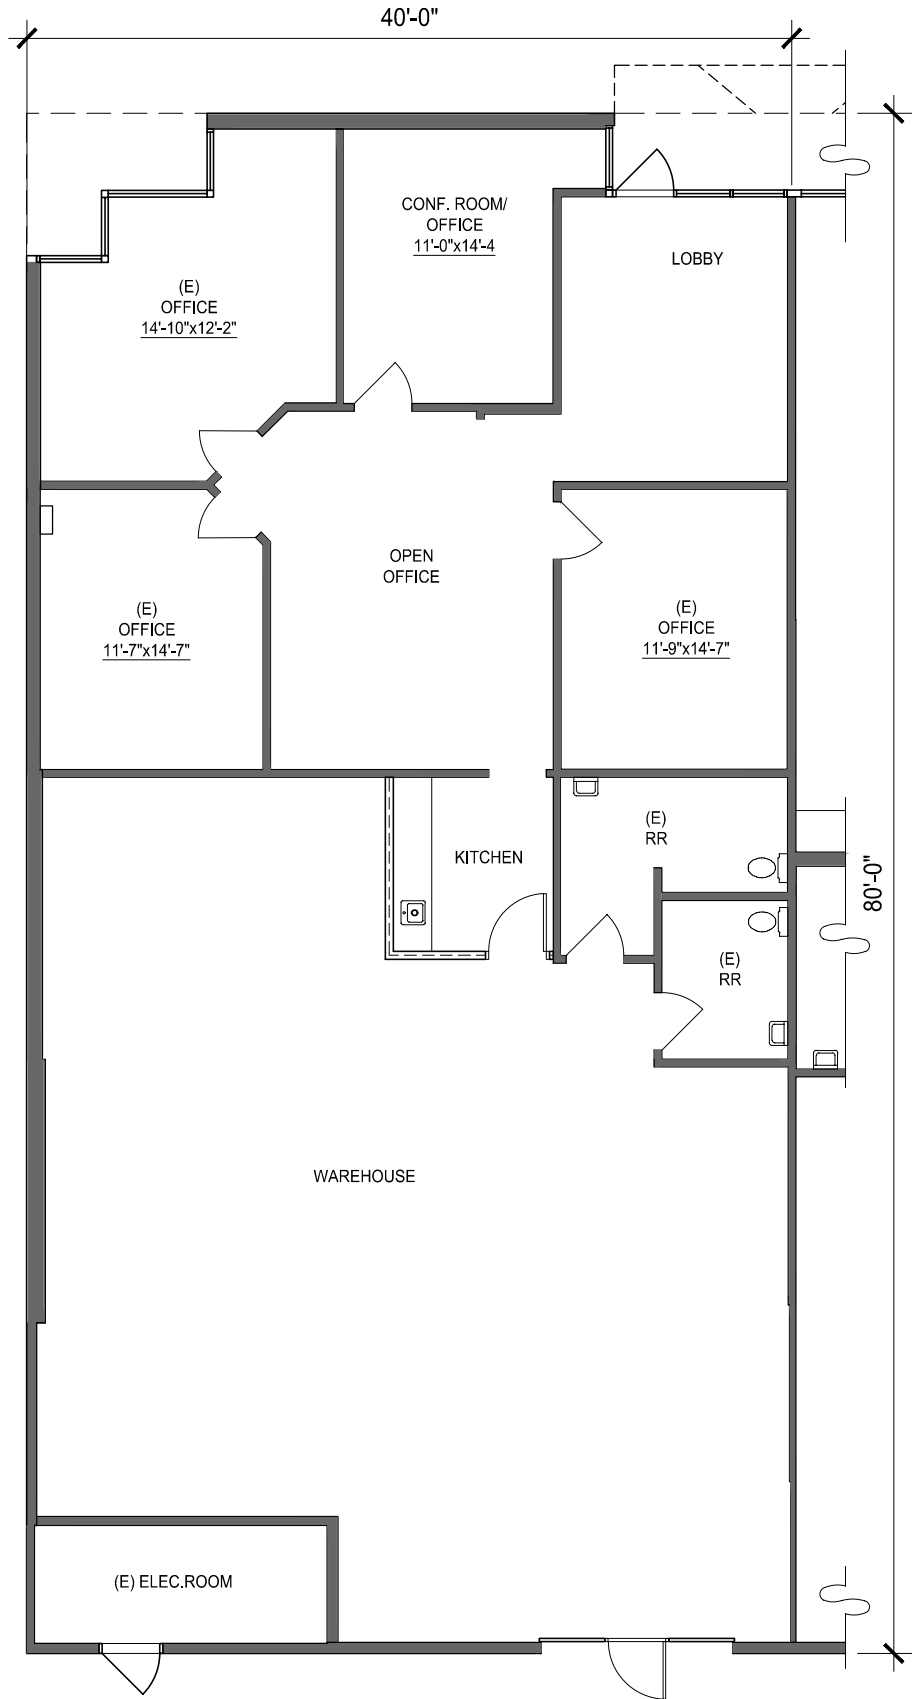 40'-0"
CONF. ROOM/
OFFICE
11'-0"x14'-4
LOBBY
(E)
OFFICE
14'-10"x12'-2"
OPEN
OFFICE
(E)
OFFICE
11'-7"x14'-7"
(E)
OFFICE
11'-9"x14'-7"
(E)
RR
KITCHEN
80'-0"
(E)
RR
WAREHOUSE
(E) ELEC.ROOM